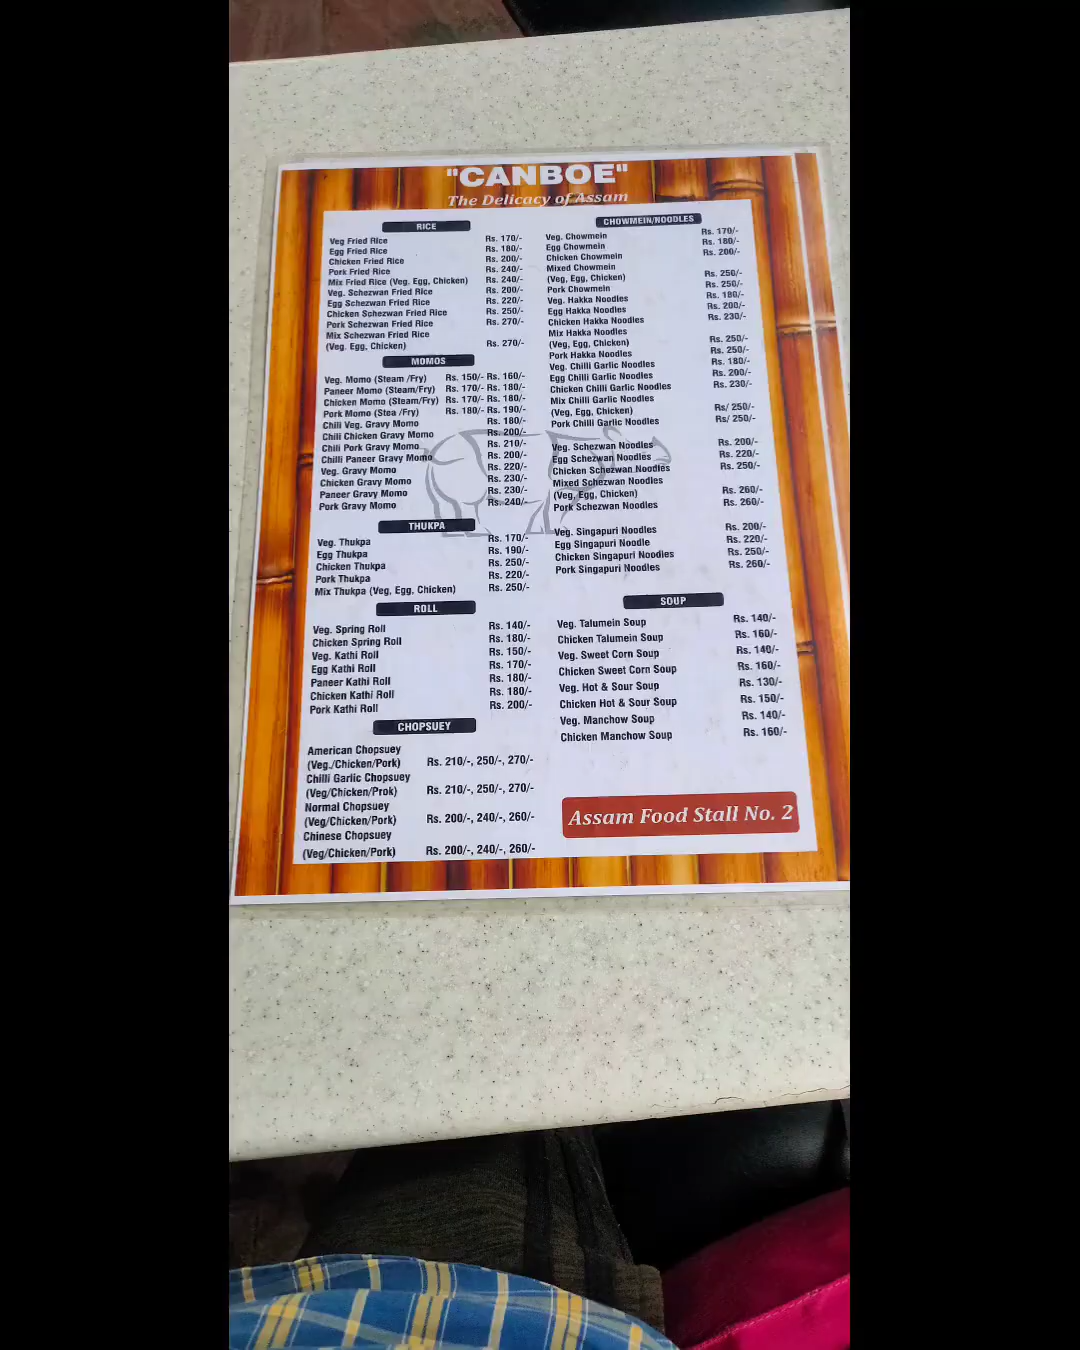 "CANBOE"
The Delicacy of Assam
RICE
Veg Fried Rice Rs. 170/-
Egg Fried Rice Rs. 180/-
Chicken Fried Rice Rs. 200/-
Pork Fried Rice Rs. 240/-
Mix Fried Rice (Veg, Egg, Chicken) Rs. 240/-
Veg. Schezwan Fried Rice Rs. 200/-
Egg Schezwan Fried Rice Rs. 220/-
Chicken Schezwan Fried Rice Rs. 250/-
Pork Schezwan Fried Rice Rs. 270/-
Mix Schezwan Fried Rice
(Veg. Egg, Chicken) Rs. 270/-
MOMOS
Veg. Momo (Steam /Fry) Rs. 150/- Rs. 160/-
Paneer Momo (Steam/Fry) Rs. 170/- Rs. 180/-
Chicken Momo (Steam/Fry) Rs. 170/- Rs. 180/-
Pork Momo (Stea /Fry) Rs. 180/- Rs. 190/-
Chili Veg. Gravy Momo Rs. 180/-
Chili Chicken Gravy Momo Rs. 200/-
Chili Pork Gravy Momo Rs. 210/-
Chilli Paneer Gravy Momo Rs. 200/-
Veg. Gravy Momo Rs. 220/-
Chicken Gravy Momo Rs. 230/-
Paneer Gravy Momo Rs. 230/-
Pork Gravy Momo Rs. 240/-
THUKPA
Veg. Thukpa Rs. 170/-
Egg Thukpa Rs. 190/-
Chicken Thukpa Rs. 250/-
Pork Thukpa Rs. 220/-
Mix Thukpa (Veg, Egg, Chicken) Rs. 250/-
ROLL
Veg. Spring Roll Rs. 140/-
Chicken Spring Roll Rs. 180/-
Veg. Kathi Roll Rs. 150/-
Egg Kathi Roll Rs. 170/-
Paneer Kathi Roll Rs. 180/-
Chicken Kathi Roll Rs. 180/-
Pork Kathi Roll Rs. 200/-
CHOPSUEY
American Chopsuey
(Veg./Chicken/Pork) Rs. 210/-, 250/-, 270/-
Chilli Garlic Chopsuey
(Veg/Chicken/Prok) Rs. 210/-, 250/-, 270/-
Normal Chopsuey
(Veg/Chicken/Pork) Rs. 200/-, 240/-, 260/-
Chinese Chopsuey
(Veg/Chicken/Pork) Rs. 200/-, 240/-, 260/-
CHOWMEIN/NOODLES
Veg. Chowmein Rs. 170/-
Egg Chowmein Rs. 180/-
Chicken Chowmein Rs. 200/-
Mixed Chowmein
(Veg, Egg, Chicken) Rs. 250/-
Pork Chowmein Rs. 250/-
Veg. Hakka Noodles Rs. 180/-
Egg Hakka Noodles Rs. 200/-
Chicken Hakka Noodles Rs. 230/-
Mix Hakka Noodles
(Veg, Egg, Chicken) Rs. 250/-
Pork Hakka Noodles Rs. 250/-
Veg. Chilli Garlic Noodles Rs. 180/-
Egg Chilli Garlic Noodles Rs. 200/-
Chicken Chilli Garlic Noodles Rs. 230/-
Mix Chilli Garlic Noodles
(Veg, Egg, Chicken) Rs/ 250/-
Pork Chilli Garlic Noodles Rs/ 250/-
Veg. Schezwan Noodles Rs. 200/-
Egg Schezwan Noodles Rs. 220/-
Chicken Schezwan Noodles Rs. 250/-
Mixed Schezwan Noodles
(Veg, Egg, Chicken) Rs. 260/-
Pork Schezwan Noodles Rs. 260/-
Veg. Singapuri Noodles Rs. 200/-
Egg Singapuri Noodle Rs. 220/-
Chicken Singapuri Noodles Rs. 250/-
Pork Singapuri Noodles Rs. 260/-
SOUP
Veg. Talumein Soup Rs. 140/-
Chicken Talumein Soup Rs. 160/-
Veg. Sweet Corn Soup Rs. 140/-
Chicken Sweet Corn Soup Rs. 160/-
Veg. Hot & Sour Soup Rs. 130/-
Chicken Hot & Sour Soup Rs. 150/-
Veg. Manchow Soup Rs. 140/-
Chicken Manchow Soup Rs. 160/-
Assam Food Stall No. 2